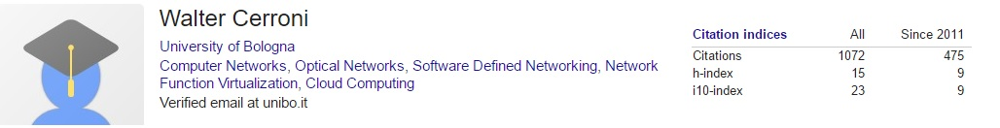 Walter Cerroni
University of Bologna
Computer Networks, Optical Networks, Software Defined Networking, Network
Function Virtualization, Cloud Computing
Verified email at unibo.it
Citation indices All Since 2011
Citations 1072 475
h-index 15 9
i10-index 23 9